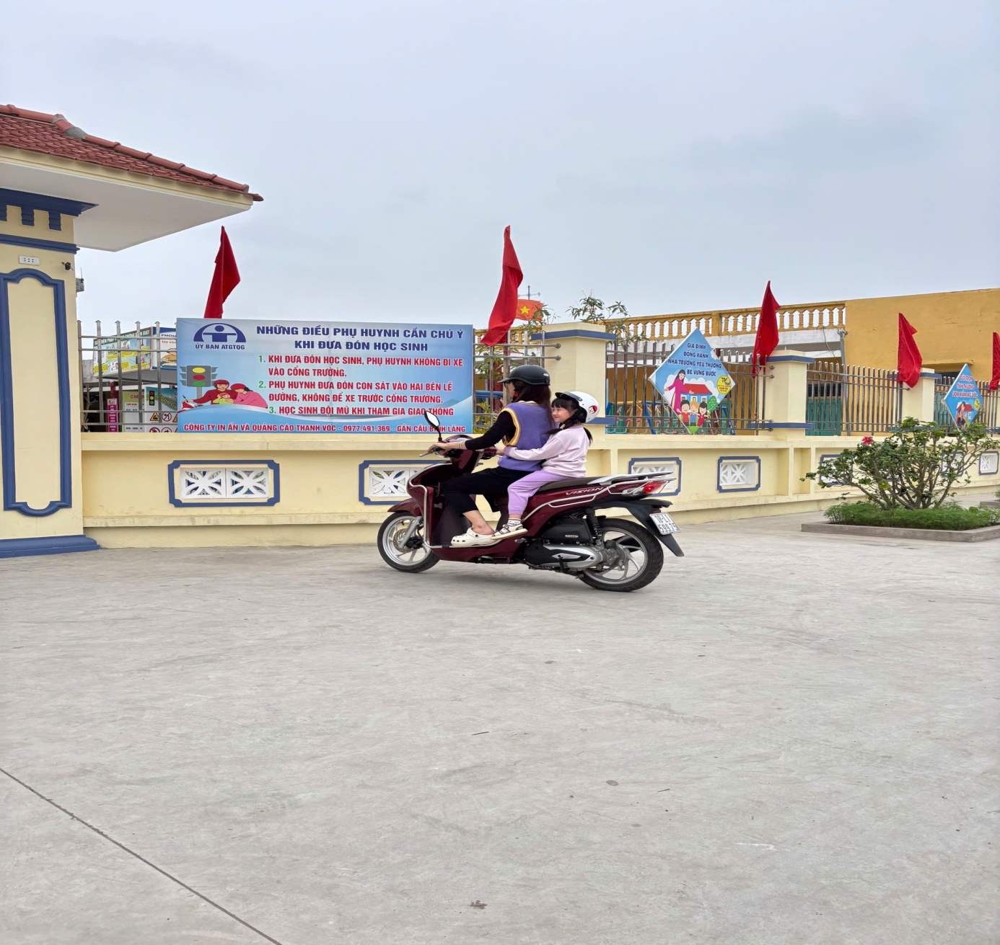 NHỮNG ĐIỀU PHỤ HUYNH CẦN CHÚ Ý
KHI ĐƯA ĐÓN HỌC SINH
ỦY BAN ATGTQG
1. KHI ĐƯA ĐÓN HỌC SINH, PHỤ HUYNH KHÔNG ĐI XE
VÀO CỔNG TRƯỜNG.
2. PHỤ HUYNH ĐƯA ĐÓN CON SÁT VÀO HAI BÊN LỀ
ĐƯỜNG, KHÔNG ĐỂ XE TRƯỚC CỔNG TRƯỜNG.
3. HỌC SINH ĐỘI MŨ KHI THAM GIA GIAO THÔNG
CÔNG TY IN ẤN VÀ QUẢNG CÁO THANH VÓC - 0977.491.369 - GẦN CẦU BÌNH LÃNG
GIA ĐÌNH
ĐỒNG HÀNH
NHÀ TRƯỜNG YÊU THƯƠNG
BÉ VỮNG BƯỚC
VISION